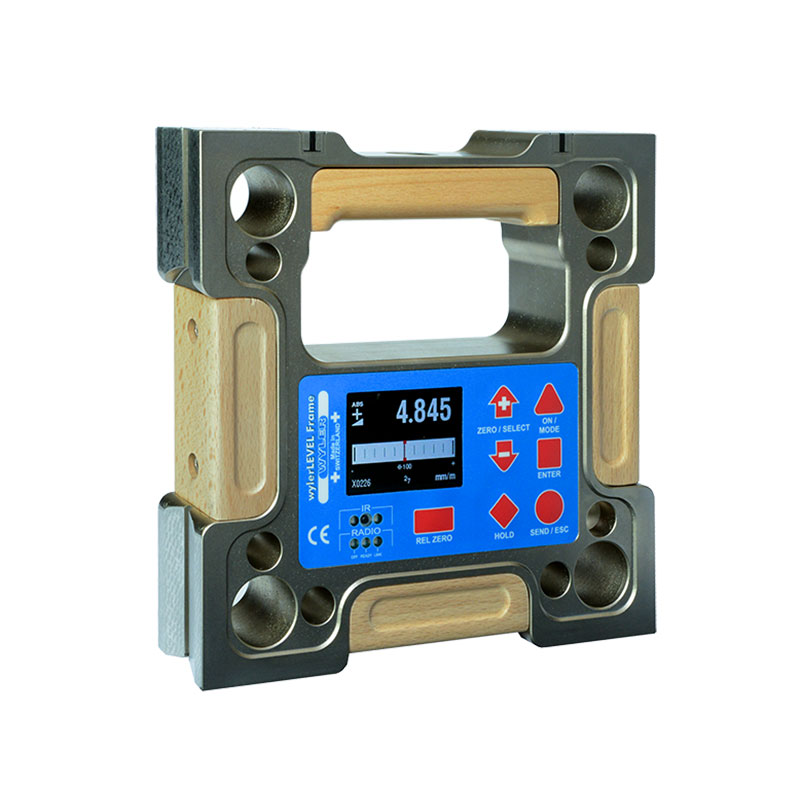 wylerLEVEL Frame
WYLER
Made in
SWITZERLAND
ABS
4.845
100
X0226
mm/m
ZERO / SELECT
ON /
MODE
ENTER
IR
RADIO
OFF READY LINK
CE
REL ZERO
HOLD
SEND / ESC